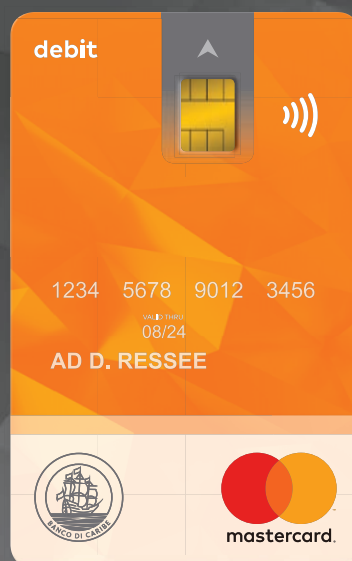 debit
1234 5678 9012 3456
VALID THRU
08/24
AD D. RESSEE
BANCO DI CARIBE
mastercard.